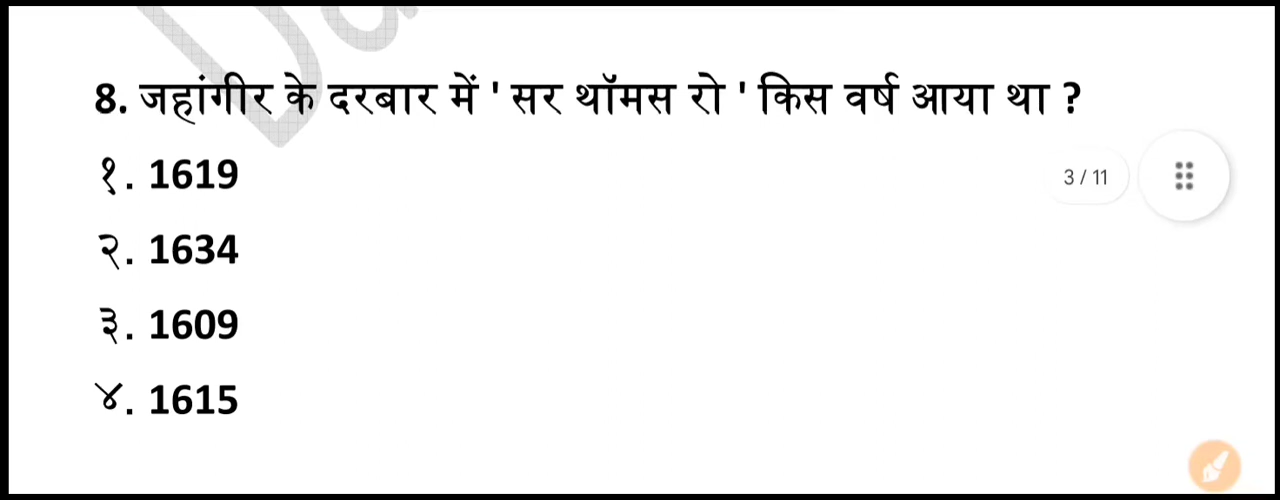 8. जहांगीर के दरबार में ' सर थॉमस रो ' किस वर्ष आया था ?
१. 1619
3 / 11
२. 1634
३. 1609
४. 1615